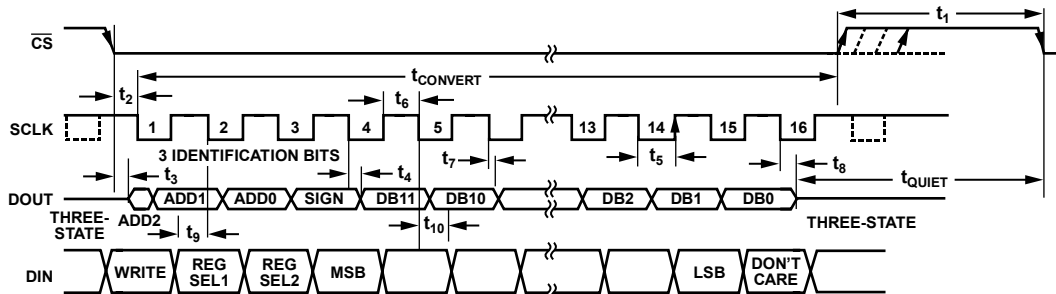 CS
t1
tCONVERT
t2
t6
SCLK
1 2 3 4 5 13 14 15 16
3 IDENTIFICATION BITS
t3
t4
t7
t5
t8
tQUIET
DOUT
ADD1 ADD0 SIGN DB11 DB10 DB2 DB1 DB0
THREE-
STATE
ADD2
THREE-STATE
t9
t10
DIN
WRITE
REG
SEL1
REG
SEL2
MSB
LSB
DON'T
CARE